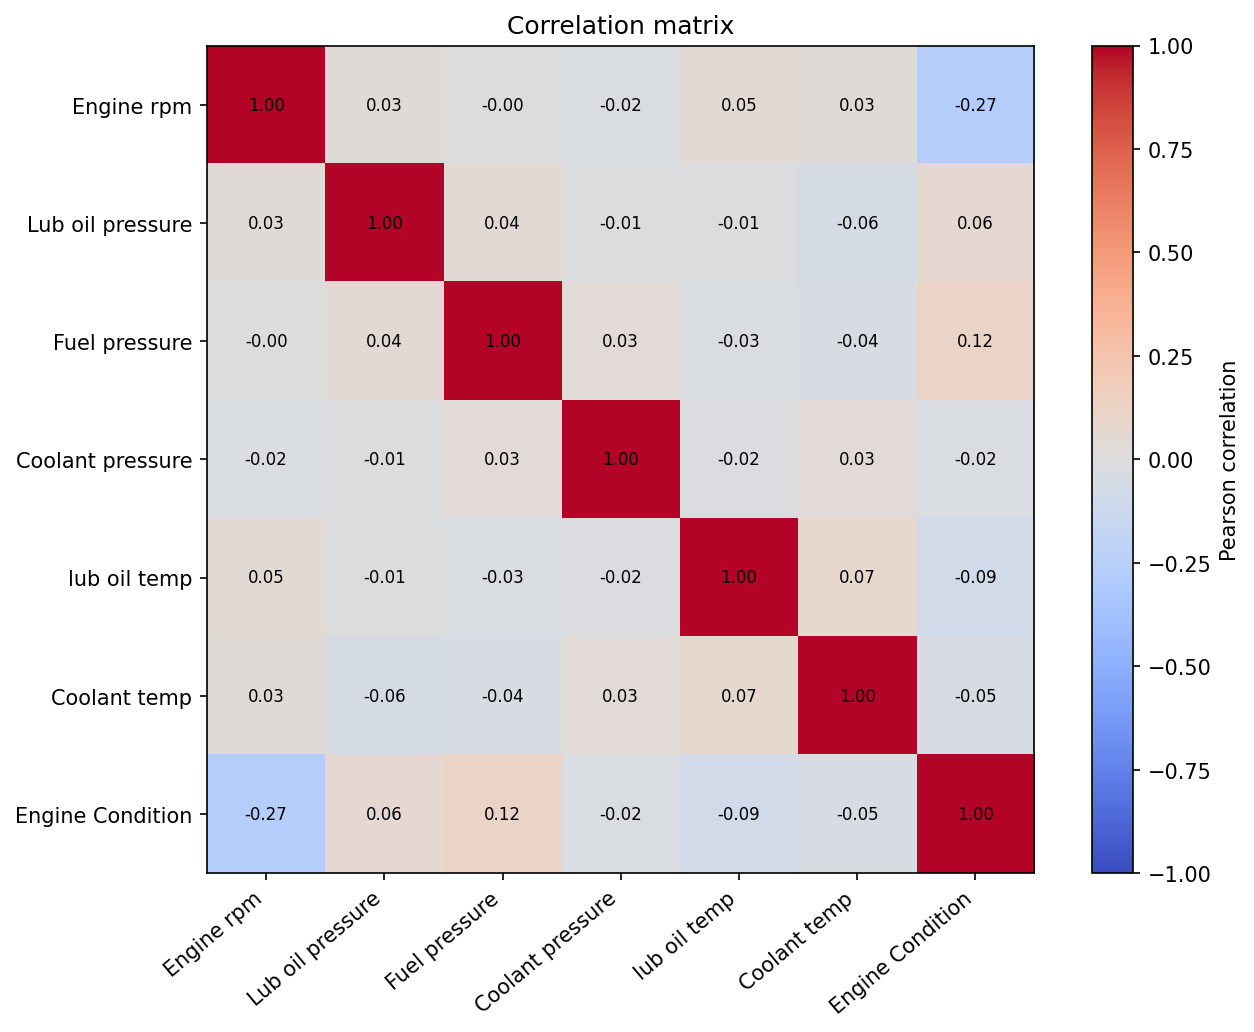 Correlation matrix
Engine rpm 1.00 0.03 -0.00 -0.02 0.05 0.03 -0.27
Lub oil pressure 0.03 1.00 0.04 -0.01 -0.01 -0.06 0.06
Fuel pressure -0.00 0.04 1.00 0.03 -0.03 -0.04 0.12
Coolant pressure -0.02 -0.01 0.03 1.00 -0.02 0.03 -0.02
lub oil temp 0.05 -0.01 -0.03 -0.02 1.00 0.07 -0.09
Coolant temp 0.03 -0.06 -0.04 0.03 0.07 1.00 -0.05
Engine Condition -0.27 0.06 0.12 -0.02 -0.09 -0.05 1.00
Engine rpm
Lub oil pressure
Fuel pressure
Coolant pressure
lub oil temp
Coolant temp
Engine Condition
1.00
0.75
0.50
0.25
0.00
−0.25
−0.50
−0.75
−1.00
Pearson correlation